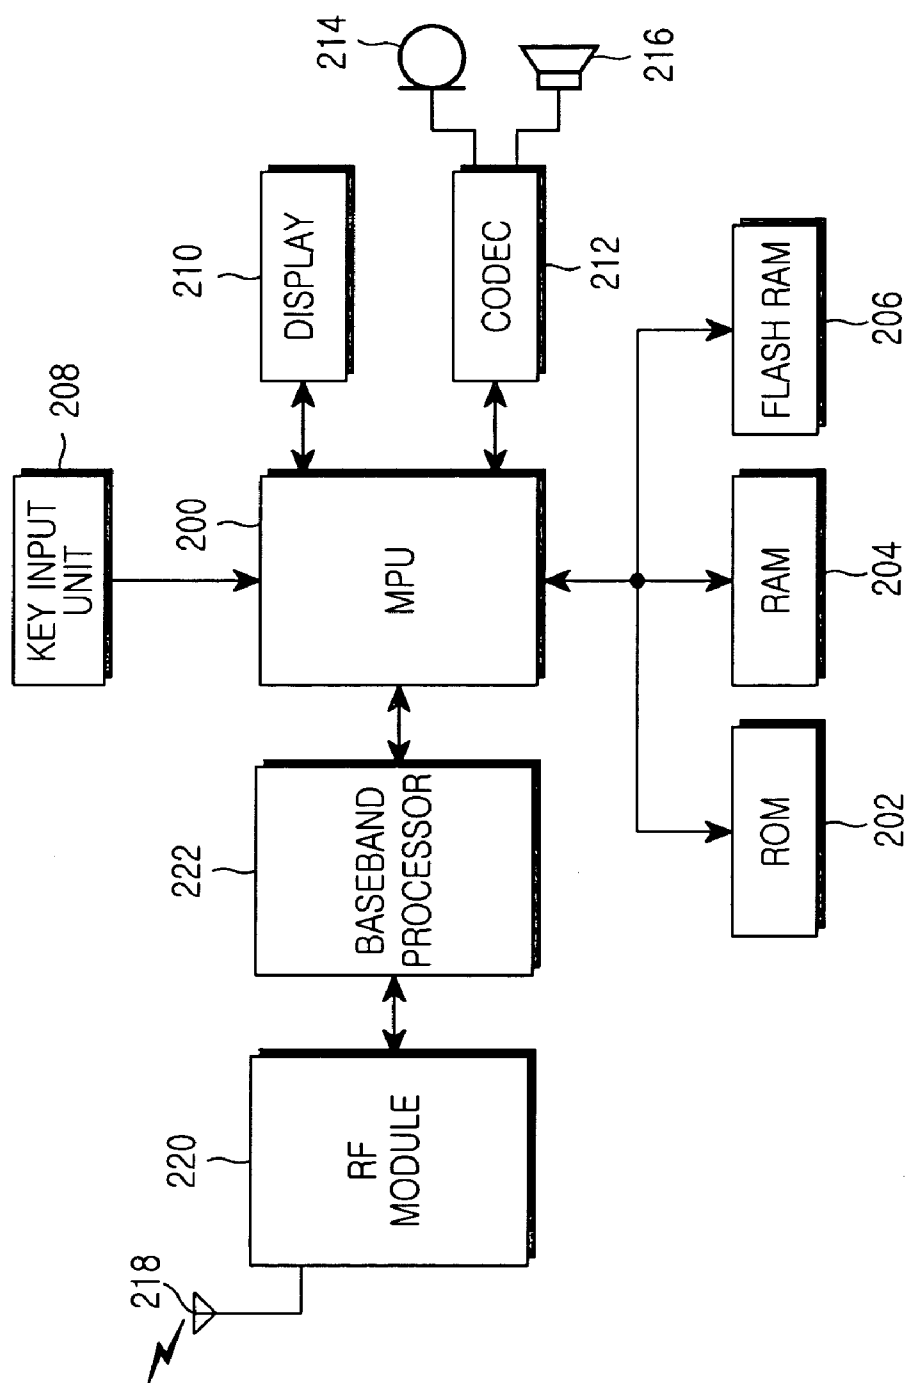 218
220
RF
MODULE
222
BASEBAND
PROCESSOR
KEY INPUT
UNIT
208
200
MPU
210
DISPLAY
212
CODEC
214
216
ROM
202
RAM
204
FLASH RAM
206